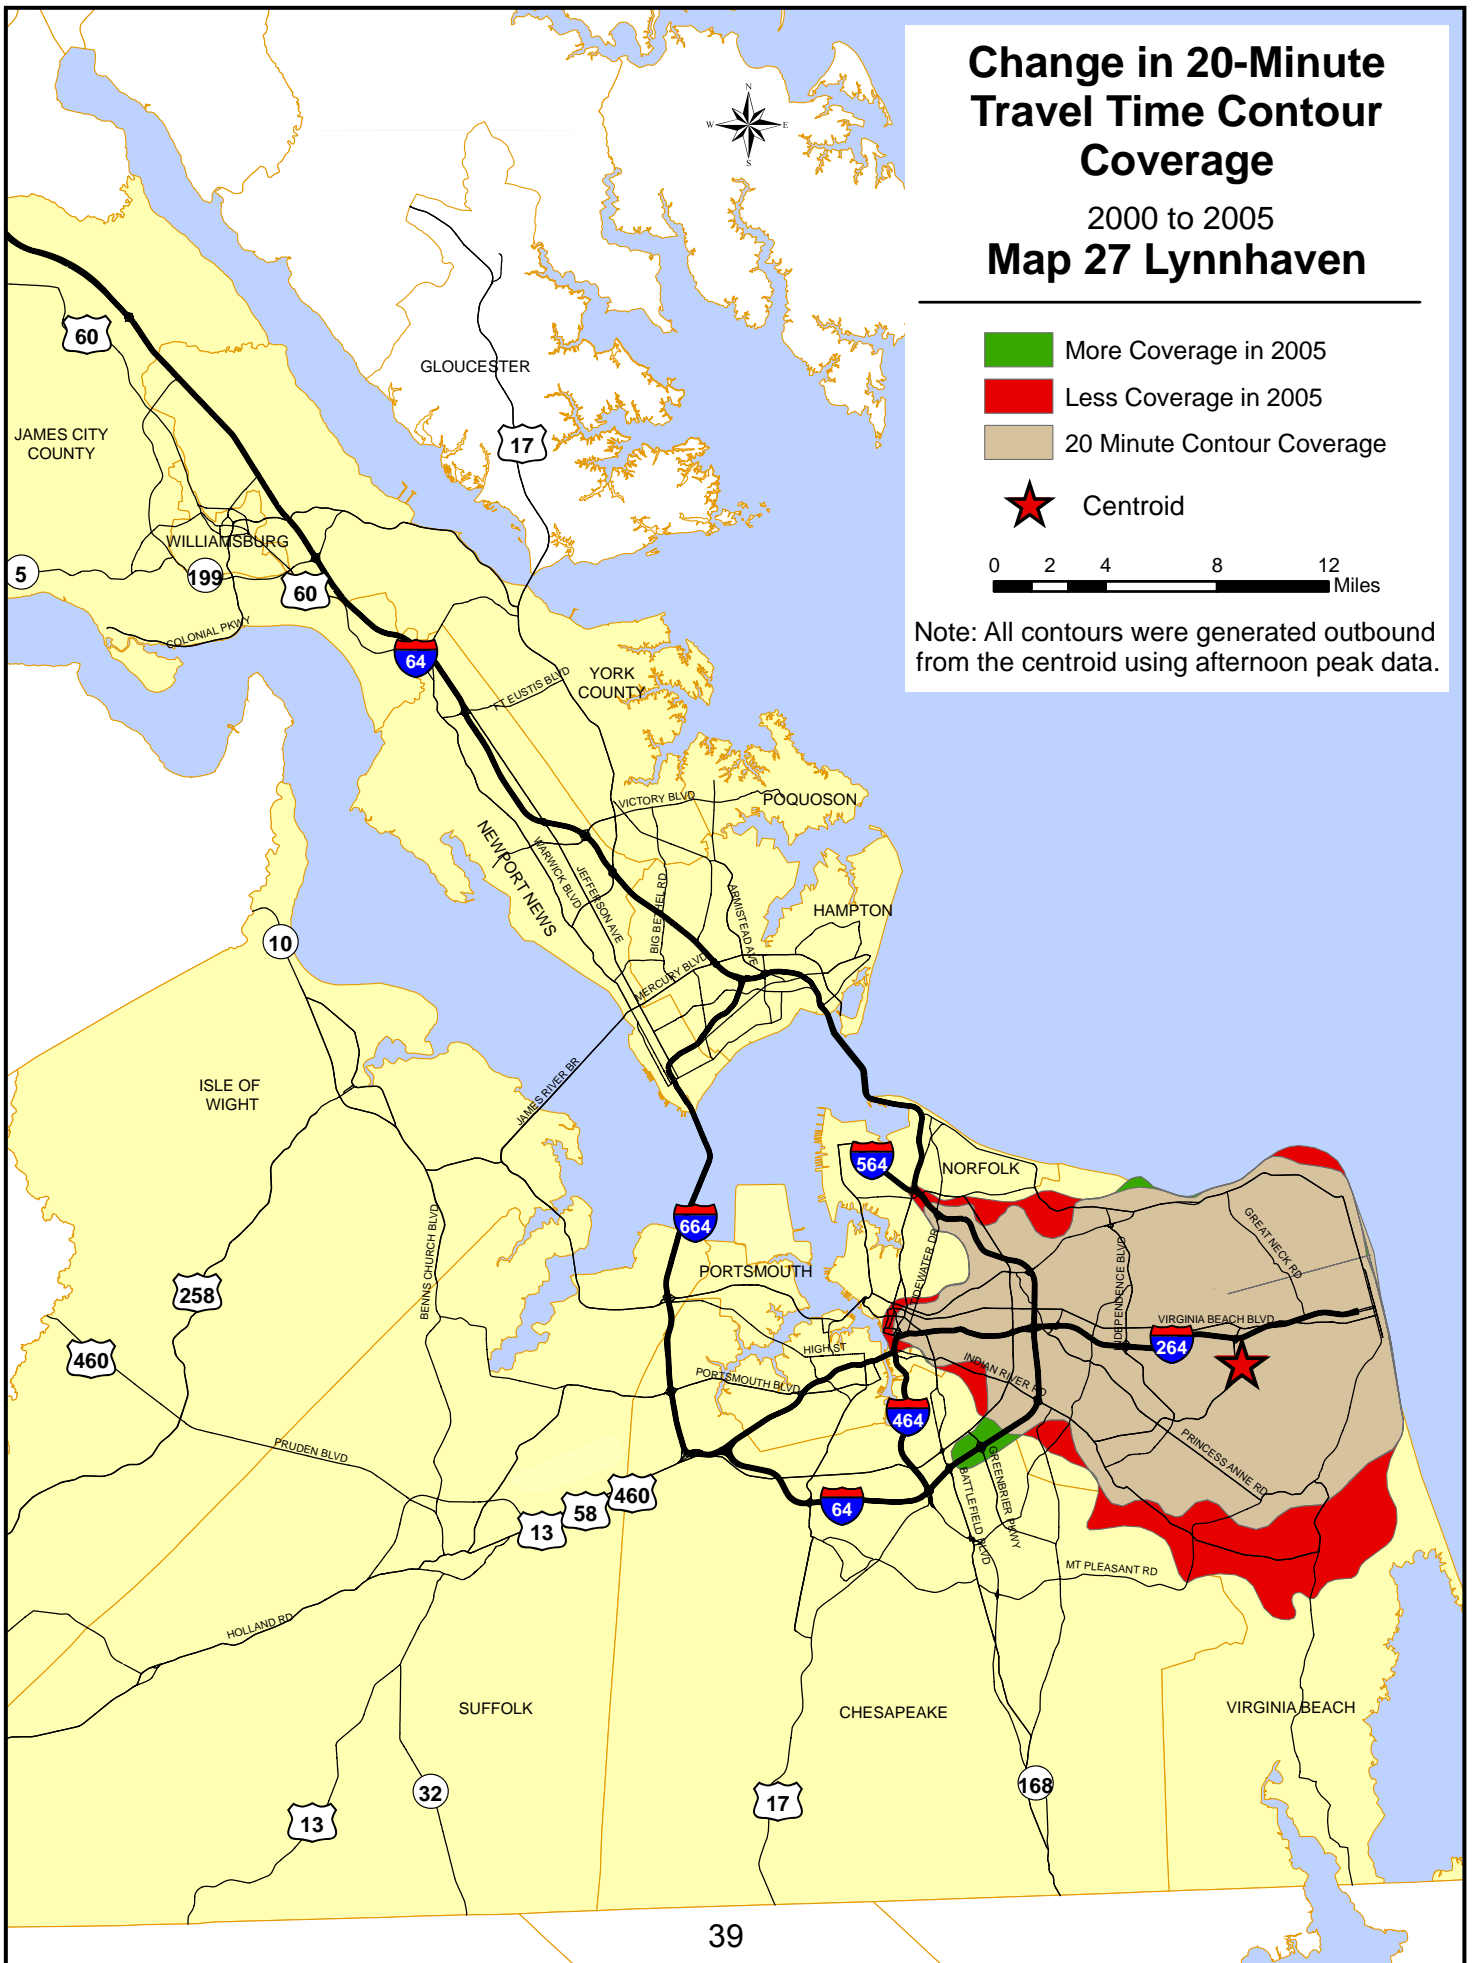 Change in 20-Minute
Travel Time Contour
Coverage
2000 to 2005
Map 27 Lynnhaven
More Coverage in 2005
Less Coverage in 2005
20 Minute Contour Coverage
Centroid
0 2 4 8 12
Miles
Note: All contours were generated outbound
from the centroid using afternoon peak data.
N
W E
S
60
GLOUCESTER
17
JAMES CITY
COUNTY
WILLIAMSBURG
5
199
60
COLONIAL PKWY
64
FT EUSTIS BLVD
YORK
COUNTY
VICTORY BLVD
POQUOSON
NEWPORT NEWS
WARWICK BLVD
JEFFERSON AVE
BIG BETHEL RD
ARMISTEAD AVE
HAMPTON
10
MERCURY BLVD
ISLE OF
WIGHT
JAMES RIVER BR
564
NORFOLK
664
GREAT NECK RD
BENNS CHURCH BLVD
TIDEWATER DR
INDEPENDENCE BLVD
PORTSMOUTH
258
VIRGINIA BEACH BLVD
264
HIGH ST
460
INDIAN RIVER RD
PORTSMOUTH BLVD
464
PRUDEN BLVD
PRINCESS ANNE RD
GREENBRIER PKWY
BATTLEFIELD BLVD
460
58
13
64
MT PLEASANT RD
HOLLAND RD
SUFFOLK
CHESAPEAKE
VIRGINIA BEACH
32
168
17
13
39